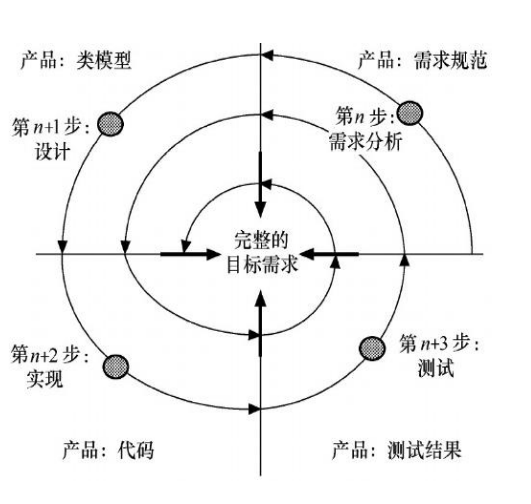 产品：类模型
产品：需求规范
第n+1步：
设计
第n步：
需求分析
完整的
目标需求
第n+2步：
实现
第n+3步：
测试
产品：代码
产品：测试结果